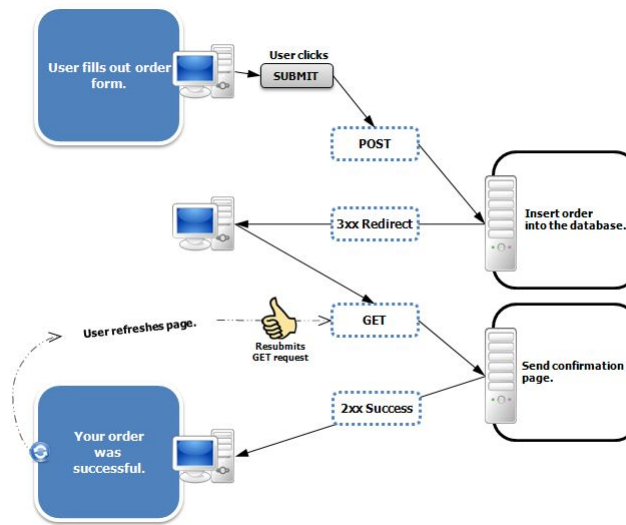 User fills out order
form.
User clicks
SUBMIT
POST
Insert order
into the database.
3xx Redirect
User refreshes page.
Resubmits
GET request
GET
Send confirmation
page.
2xx Success
Your order
was
successful.